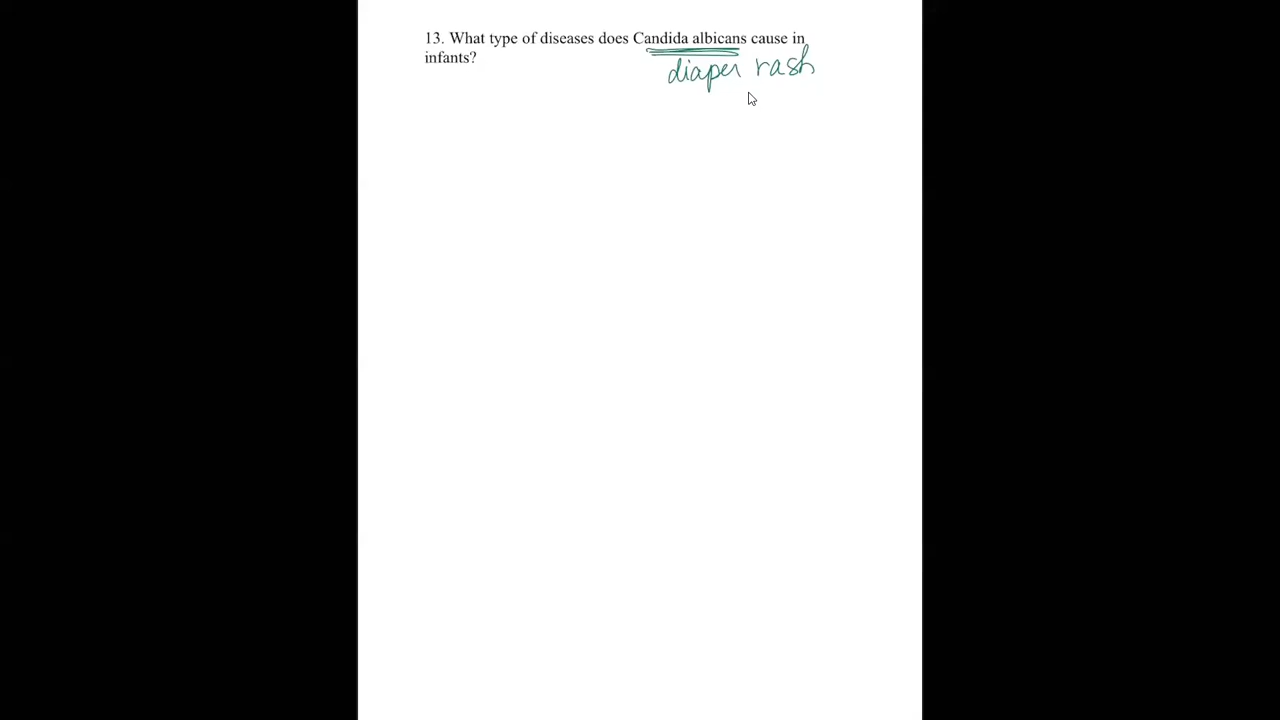 13. What type of diseases does Candida albicans cause in
infants?
diaper rash